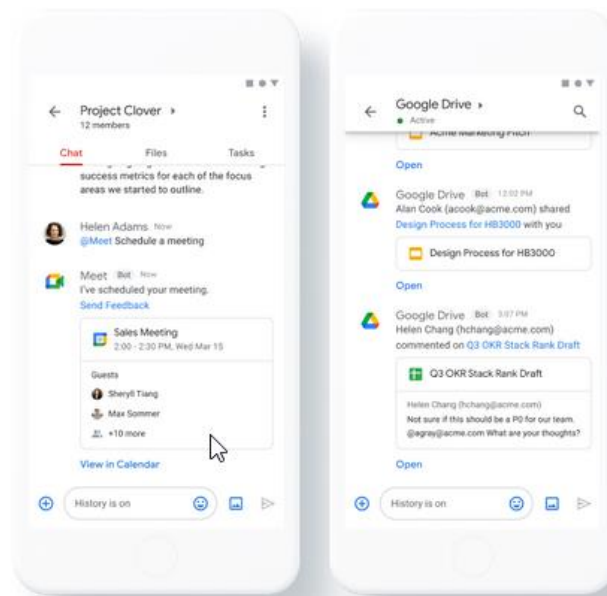 Project Clover
12 members
Chat
Files
Tasks
success metrics for each of the focus
areas we started to outline.
Helen Adams Now
@Meet Schedule a meeting
Meet Bot Now
I've scheduled your meeting.
Send Feedback
Sales Meeting
2:00 - 2:30 PM, Wed Mar 15
Guests
Sheryll Tiang
Max Sommer
+10 more
View in Calendar
History is on
Google Drive
Active
Acme Marketing Pitch
Open
Google Drive Bot 12:02 PM
Alan Cook (acook@acme.com) shared
Design Process for HB3000 with you
Design Process for HB3000
Open
Google Drive Bot 3:07 PM
Helen Chang (hchang@acme.com)
commented on Q3 OKR Stack Rank Draft
Q3 OKR Stack Rank Draft
Helen Chang (hchang@acme.com)
Not sure if this should be a P0 for our team.
@agray@acme.com What are your thoughts?
Open
History is on